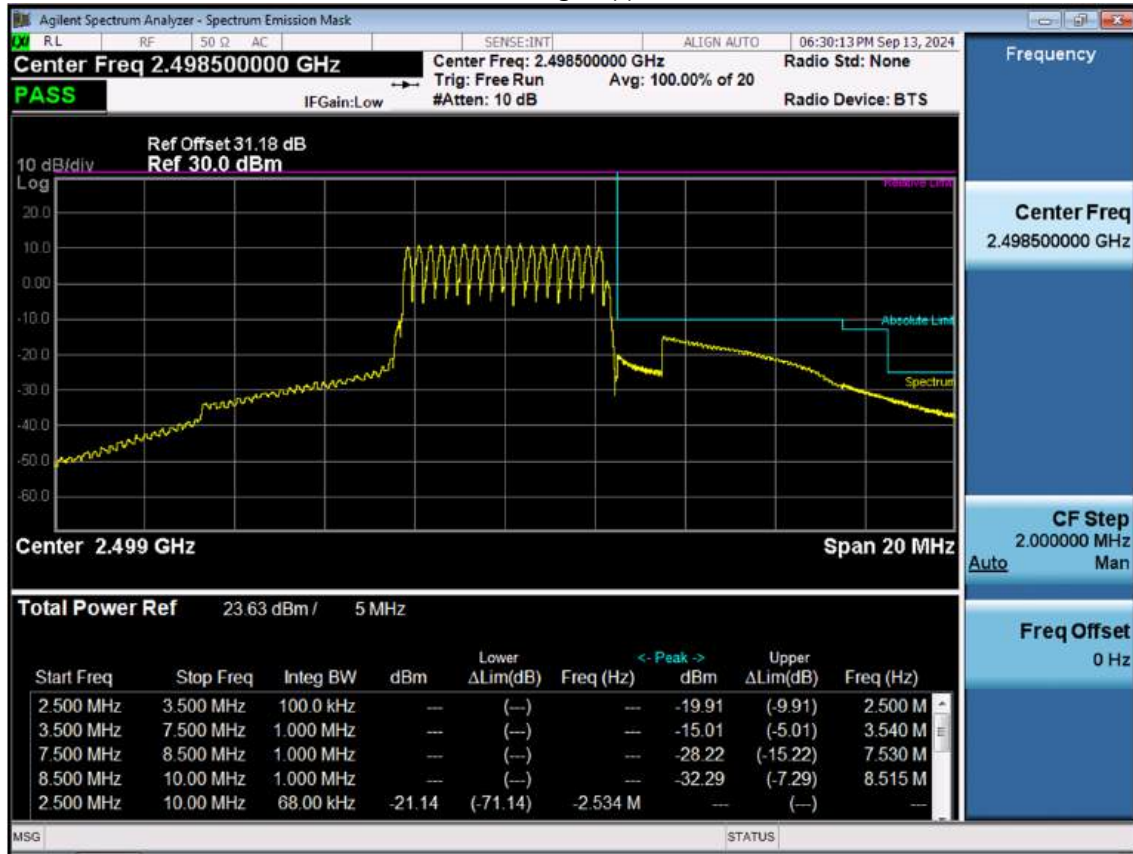 Agilent Spectrum Analyzer - Spectrum Emission Mask
RL RF 50 Ω AC SENSE:INT ALIGN AUTO 06:30:13 PM Sep 13, 2024
Center Freq 2.498500000 GHz Center Freq: 2.498500000 GHz Radio Std: None
Trig: Free Run Avg: 100.00% of 20
PASS IFGain:Low #Atten: 10 dB Radio Device: BTS
Ref Offset 31.18 dB
10 dB/div Ref 30.0 dBm
Log
Relative Limit
20.0
10.0
0.00
-10.0
Absolute Limit
-20.0
Spectrum
-30.0
-40.0
-50.0
-60.0
Center 2.499 GHz Span 20 MHz
Total Power Ref 23.63 dBm / 5 MHz
Lower <- Peak -> Upper
Start Freq Stop Freq Integ BW dBm ΔLim(dB) Freq (Hz) dBm ΔLim(dB) Freq (Hz)
2.500 MHz 3.500 MHz 100.0 kHz --- (---) --- -19.91 (-9.91) 2.500 M
3.500 MHz 7.500 MHz 1.000 MHz --- (---) --- -15.01 (-5.01) 3.540 M
7.500 MHz 8.500 MHz 1.000 MHz --- (---) --- -28.22 (-15.22) 7.530 M
8.500 MHz 10.00 MHz 1.000 MHz --- (---) --- -32.29 (-7.29) 8.515 M
2.500 MHz 10.00 MHz 68.00 kHz -21.14 (-71.14) -2.534 M --- (---) ---
MSG STATUS
Frequency
Center Freq
2.498500000 GHz
CF Step
2.000000 MHz
Auto Man
Freq Offset
0 Hz